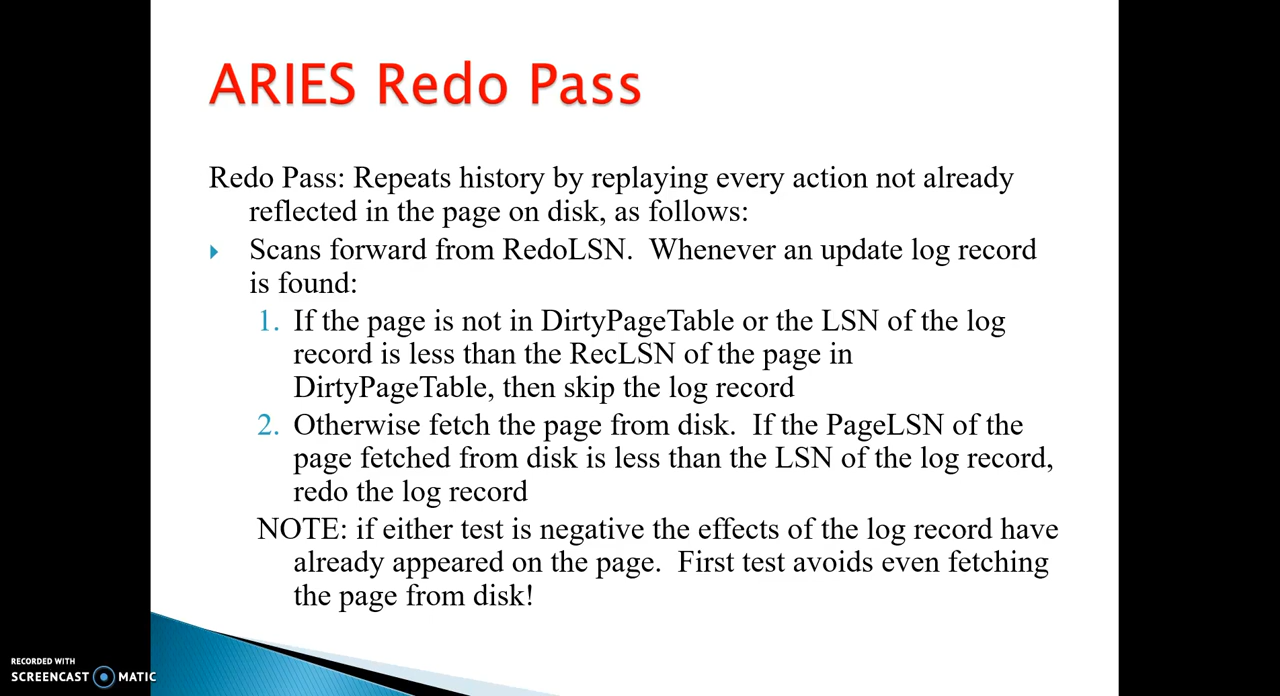 ARIES Redo Pass
Redo Pass: Repeats history by replaying every action not already
reflected in the page on disk, as follows:
Scans forward from RedoLSN.  Whenever an update log record
is found:
1. If the page is not in DirtyPageTable or the LSN of the log
record is less than the RecLSN of the page in
DirtyPageTable, then skip the log record
2. Otherwise fetch the page from disk.  If the PageLSN of the
page fetched from disk is less than the LSN of the log record,
redo the log record
NOTE: if either test is negative the effects of the log record have
already appeared on the page.  First test avoids even fetching
the page from disk!
RECORDED WITH
SCREENCAST MATIC